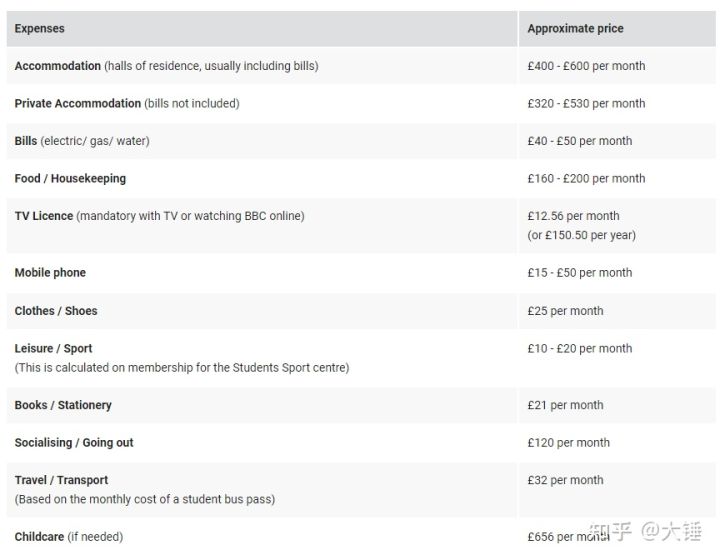 Expenses Approximate price
Accommodation (halls of residence, usually including bills) £400 - £600 per month
Private Accommodation (bills not included) £320 - £530 per month
Bills (electric/ gas/ water) £40 - £50 per month
Food / Housekeeping £160 - £200 per month
TV Licence (mandatory with TV or watching BBC online) £12.56 per month
(or £150.50 per year)
Mobile phone £15 - £50 per month
Clothes / Shoes £25 per month
Leisure / Sport £10 - £20 per month
(This is calculated on membership for the Students Sport centre)
Books / Stationery £21 per month
Socialising / Going out £120 per month
Travel / Transport £32 per month
(Based on the monthly cost of a student bus pass)
Childcare (if needed) £656 per month
知乎 @大锤